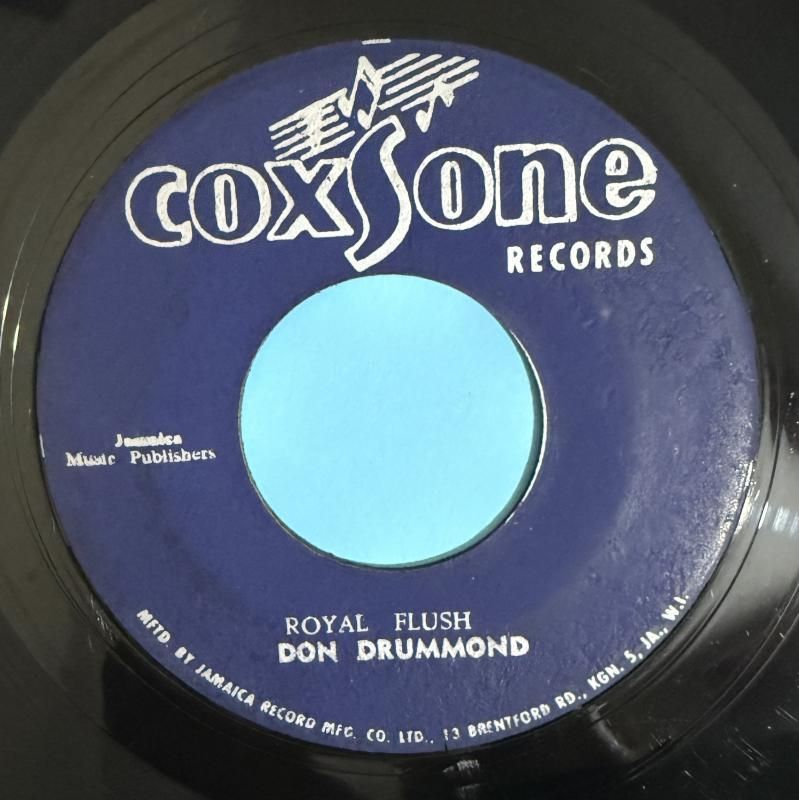 coxSone
RECORDS
Jamaica
Music Publishers
ROYAL FLUSH
DON DRUMMOND
MFTD. BY JAMAICA RECORD MFG. CO. LTD., 13 BRENTFORD RD., KGN. 5, JA., W.I.